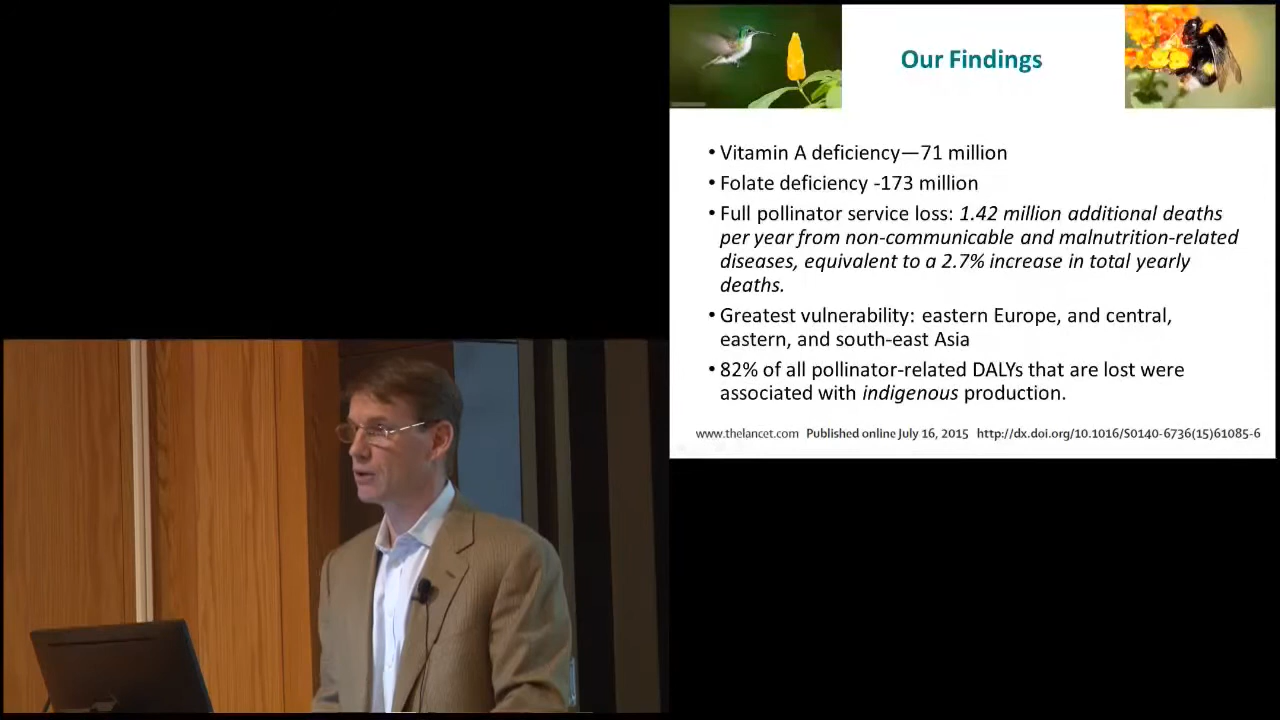 Our Findings
• Vitamin A deficiency—71 million
• Folate deficiency -173 million
• Full pollinator service loss: 1.42 million additional deaths
per year from non-communicable and malnutrition-related
diseases, equivalent to a 2.7% increase in total yearly
deaths.
• Greatest vulnerability: eastern Europe, and central,
eastern, and south-east Asia
• 82% of all pollinator-related DALYs that are lost were
associated with indigenous production.
www.thelancet.com Published online July 16, 2015 http://dx.doi.org/10.1016/S0140-6736(15)61085-6